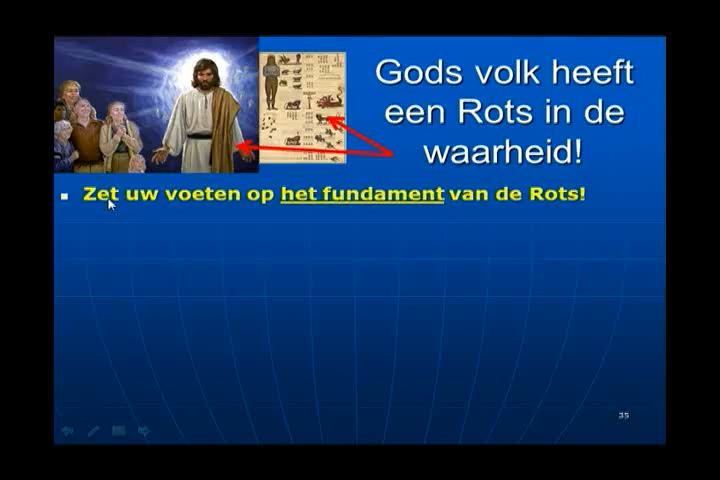 Gods volk heeft
een Rots in de
waarheid!
Zet uw voeten op het fundament van de Rots!
35